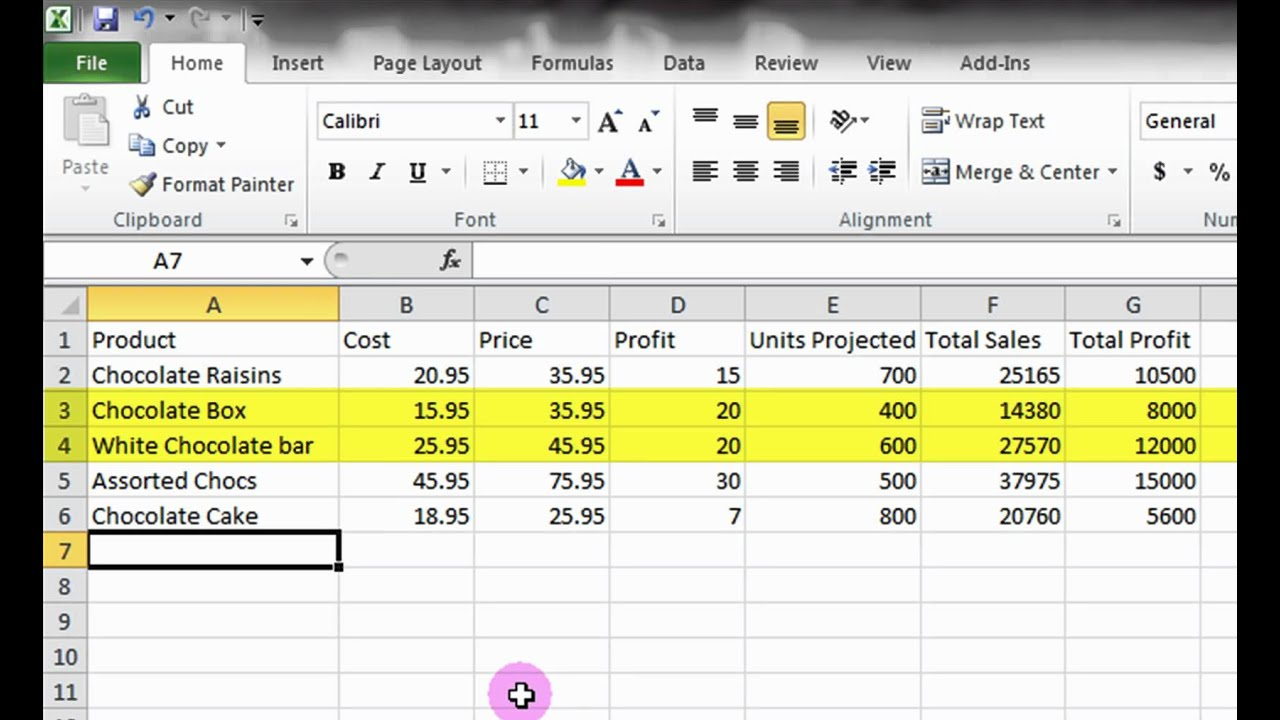 File Home Insert Page Layout Formulas Data Review View Add-Ins
Cut
Calibri 11 A A Wrap Text General
Copy
Paste
B I U A Merge & Center $ %
Format Painter
Clipboard Font Alignment Num
A7 fx
A B C D E F G
1 Product Cost Price Profit Units Projected Total Sales Total Profit
2 Chocolate Raisins 20.95 35.95 15 700 25165 10500
3 Chocolate Box 15.95 35.95 20 400 14380 8000
4 White Chocolate bar 25.95 45.95 20 600 27570 12000
5 Assorted Chocs 45.95 75.95 30 500 37975 15000
6 Chocolate Cake 18.95 25.95 7 800 20760 5600
7
8
9
10
11